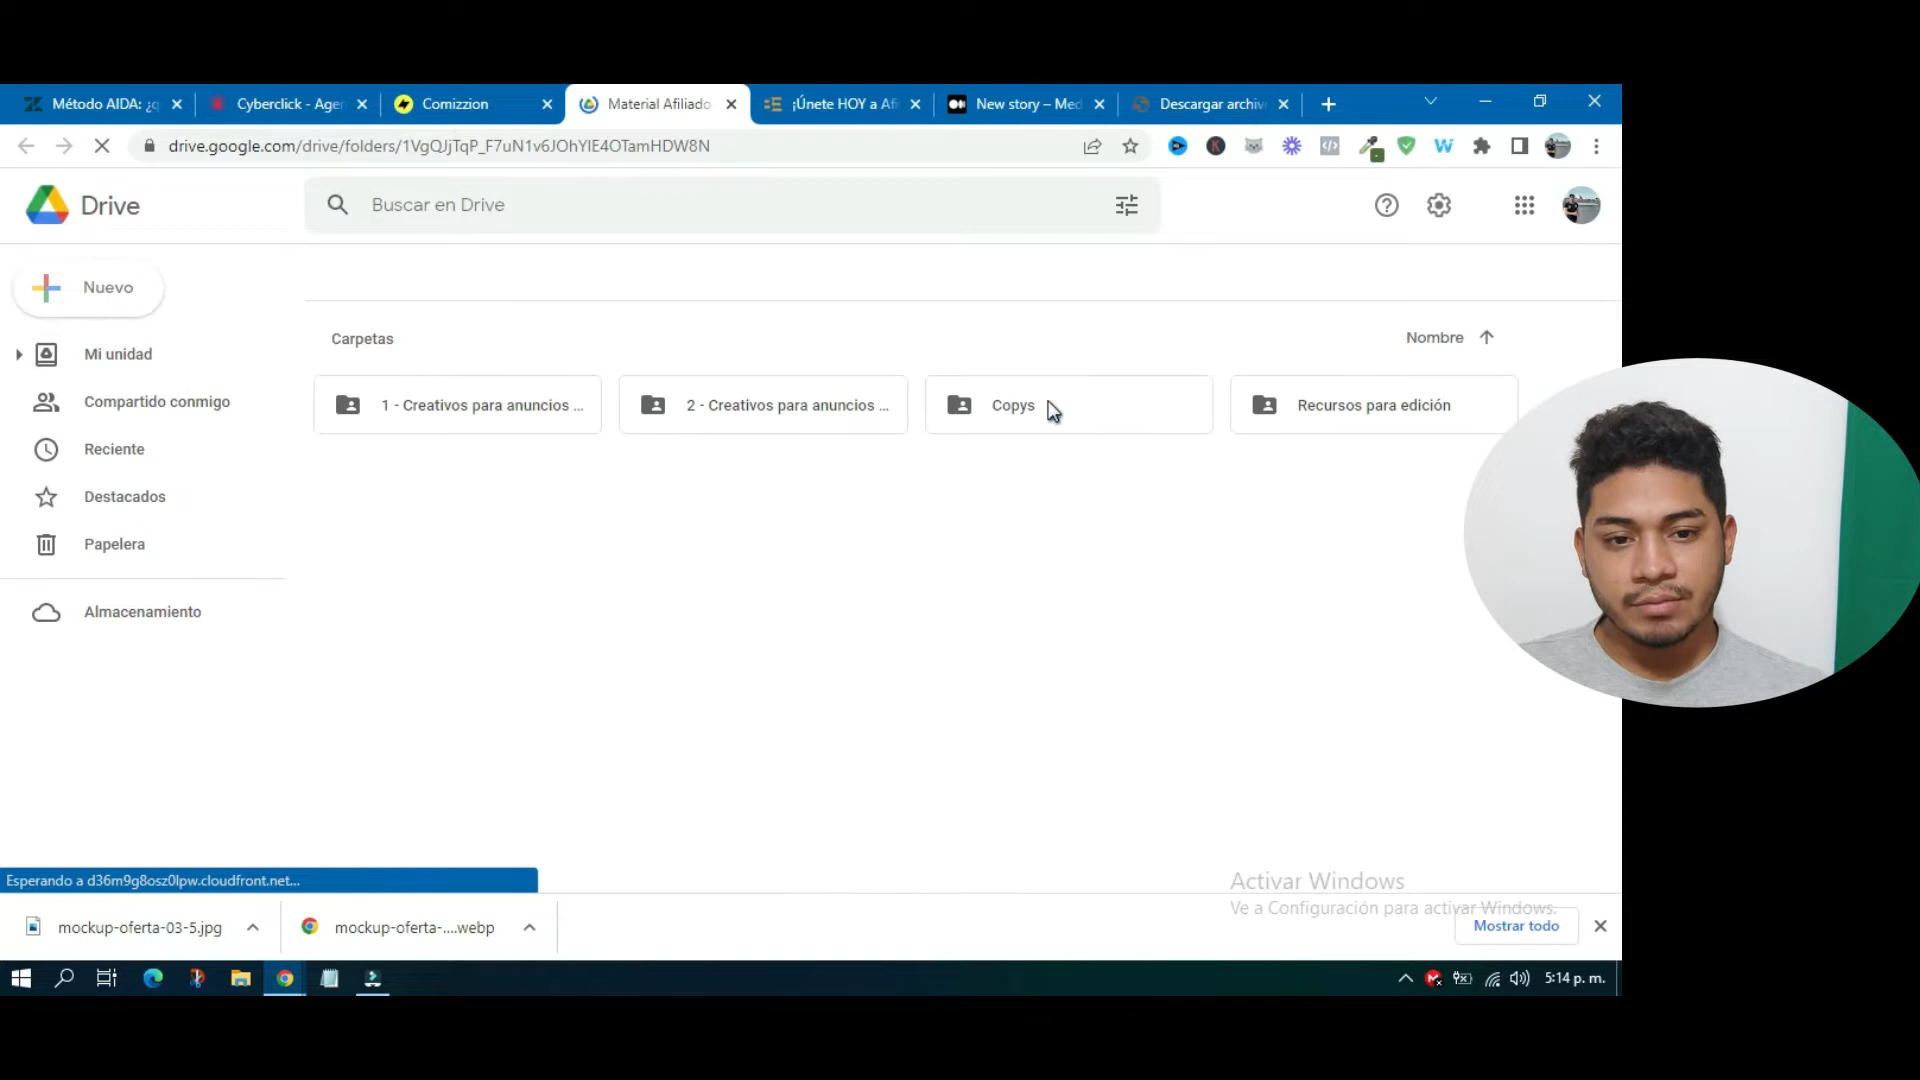 Método AIDA: ¿q
Cyberclick - Ager
Comizzion
Material Afiliado
¡Únete HOY a Afi
New story – Med
Descargar archiv
drive.google.com/drive/folders/1VgQJjTqP_F7uN1v6JOhYIE4OTamHDW8N
Drive
Buscar en Drive
Nuevo
Mi unidad
Compartido conmigo
Reciente
Destacados
Papelera
Almacenamiento
Carpetas
Nombre
1 - Creativos para anuncios ...
2 - Creativos para anuncios ...
Copys
Recursos para edición
Esperando a d36m9g8osz0lpw.cloudfront.net...
Activar Windows
Ve a Configuración para activar Windows.
mockup-oferta-03-5.jpg
mockup-oferta-....webp
Mostrar todo
5:14 p. m.